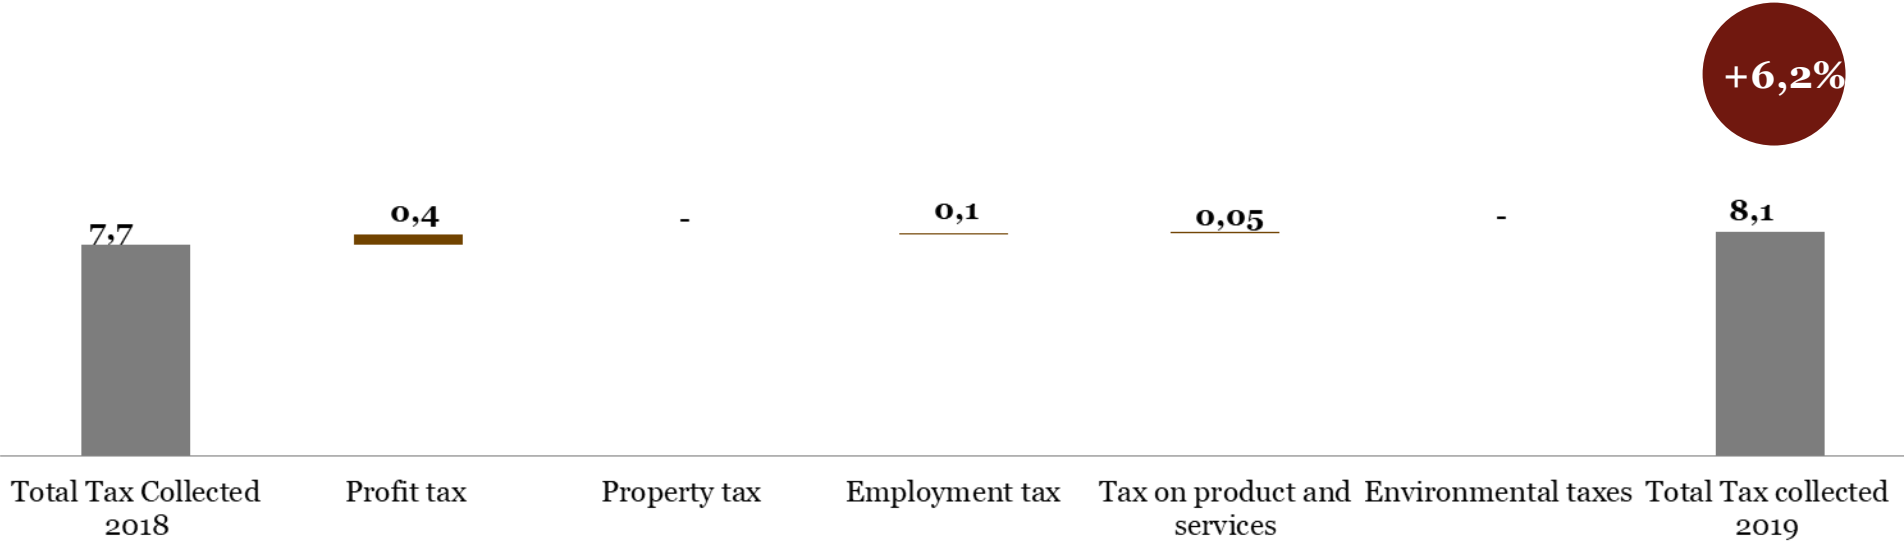 +6,2%
7,7
0,4
-
0,1
0,05
-
8,1
Total Tax Collected
2018
Profit tax
Property tax
Employment tax
Tax on product and
services
Environmental taxes
Total Tax collected
2019